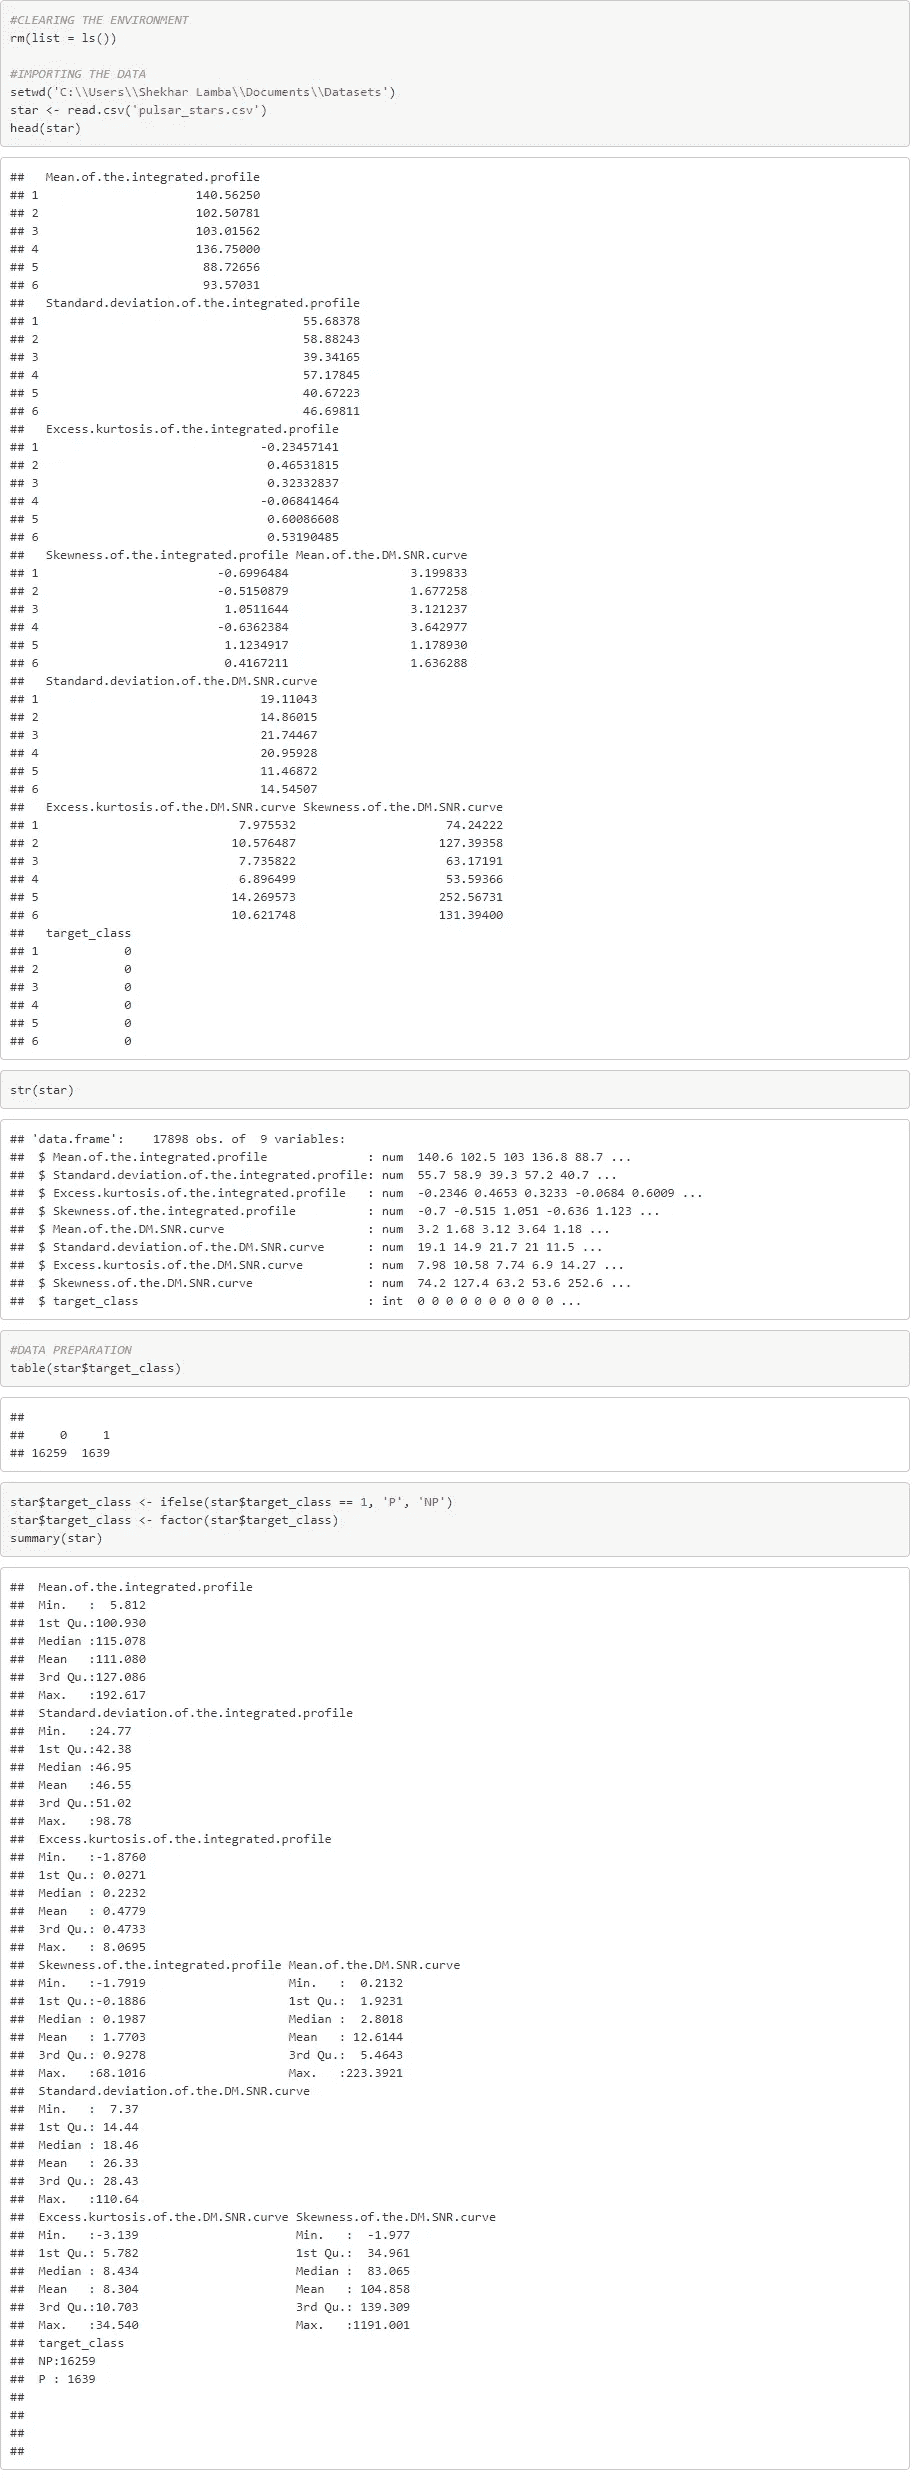 #CLEARING THE ENVIRONMENT
rm(list = ls())
#IMPORTING THE DATA
setwd('C:\\Users\\Shekhar Lamba\\Documents\\Datasets')
star <- read.csv('pulsar_stars.csv')
head(star)
##   Mean.of.the.integrated.profile
## 1                      140.56250
## 2                      102.50781
## 3                      103.01562
## 4                      136.75000
## 5                       88.72656
## 6                       93.57031
##   Standard.deviation.of.the.integrated.profile
## 1                                     55.68378
## 2                                     58.88243
## 3                                     39.34165
## 4                                     57.17845
## 5                                     40.67223
## 6                                     46.69811
##   Excess.kurtosis.of.the.integrated.profile
## 1                               -0.23457141
## 2                                0.46531815
## 3                                0.32332837
## 4                               -0.06841464
## 5                                0.60086608
## 6                                0.53190485
##   Skewness.of.the.integrated.profile Mean.of.the.DM.SNR.curve
## 1                         -0.6996484                 3.199833
## 2                         -0.5150879                 1.677258
## 3                          1.0511644                 3.121237
## 4                         -0.6362384                 3.642977
## 5                          1.1234917                 1.178930
## 6                          0.4167211                 1.636288
##   Standard.deviation.of.the.DM.SNR.curve
## 1                               19.11043
## 2                               14.86015
## 3                               21.74467
## 4                               20.95928
## 5                               11.46872
## 6                               14.54507
##   Excess.kurtosis.of.the.DM.SNR.curve Skewness.of.the.DM.SNR.curve
## 1                            7.975532                     74.24222
## 2                           10.576487                    127.39358
## 3                            7.735822                     63.17191
## 4                            6.896499                     53.59366
## 5                           14.269573                    252.56731
## 6                           10.621748                    131.39400
##   target_class
## 1            0
## 2            0
## 3            0
## 4            0
## 5            0
## 6            0
str(star)
## 'data.frame':    17898 obs. of  9 variables:
##  $ Mean.of.the.integrated.profile              : num  140.6 102.5 103 136.8 88.7 ...
##  $ Standard.deviation.of.the.integrated.profile: num  55.7 58.9 39.3 57.2 40.7 ...
##  $ Excess.kurtosis.of.the.integrated.profile   : num  -0.2346 0.4653 0.3233 -0.0684 0.6009 ...
##  $ Skewness.of.the.integrated.profile          : num  -0.7 -0.515 1.051 -0.636 1.123 ...
##  $ Mean.of.the.DM.SNR.curve                    : num  3.2 1.68 3.12 3.64 1.18 ...
##  $ Standard.deviation.of.the.DM.SNR.curve      : num  19.1 14.9 21.7 21 11.5 ...
##  $ Excess.kurtosis.of.the.DM.SNR.curve         : num  7.98 10.58 7.74 6.9 14.27 ...
##  $ Skewness.of.the.DM.SNR.curve                : num  74.2 127.4 63.2 53.6 252.6 ...
##  $ target_class                                : int  0 0 0 0 0 0 0 0 0 0 ...
#DATA PREPARATION
table(star$target_class)
##
##     0     1
## 16259  1639
star$target_class <- ifelse(star$target_class == 1, 'P', 'NP')
star$target_class <- factor(star$target_class)
summary(star)
##  Mean.of.the.integrated.profile
##  Min.   :  5.812
##  1st Qu.:100.930
##  Median :115.078
##  Mean   :111.080
##  3rd Qu.:127.086
##  Max.   :192.617
##  Standard.deviation.of.the.integrated.profile
##  Min.   :24.77
##  1st Qu.:42.38
##  Median :46.95
##  Mean   :46.55
##  3rd Qu.:51.02
##  Max.   :98.78
##  Excess.kurtosis.of.the.integrated.profile
##  Min.   :-1.8760
##  1st Qu.: 0.0271
##  Median : 0.2232
##  Mean   : 0.4779
##  3rd Qu.: 0.4733
##  Max.   : 8.0695
##  Skewness.of.the.integrated.profile Mean.of.the.DM.SNR.curve
##  Min.   :-1.7919                    Min.   :  0.2132
##  1st Qu.:-0.1886                    1st Qu.:  1.9231
##  Median : 0.1987                    Median :  2.8018
##  Mean   : 1.7703                    Mean   : 12.6144
##  3rd Qu.: 0.9278                    3rd Qu.:  5.4643
##  Max.   :68.1016                    Max.   :223.3921
##  Standard.deviation.of.the.DM.SNR.curve
##  Min.   :  7.37
##  1st Qu.: 14.44
##  Median : 18.46
##  Mean   : 26.33
##  3rd Qu.: 28.43
##  Max.   :110.64
##  Excess.kurtosis.of.the.DM.SNR.curve Skewness.of.the.DM.SNR.curve
##  Min.   :-3.139                      Min.   :  -1.977
##  1st Qu.: 5.782                      1st Qu.:  34.961
##  Median : 8.434                      Median :  83.065
##  Mean   : 8.304                      Mean   : 104.858
##  3rd Qu.:10.703                      3rd Qu.: 139.309
##  Max.   :34.540                      Max.   :1191.001
##  target_class
##  NP:16259
##  P : 1639
##
##
##
##